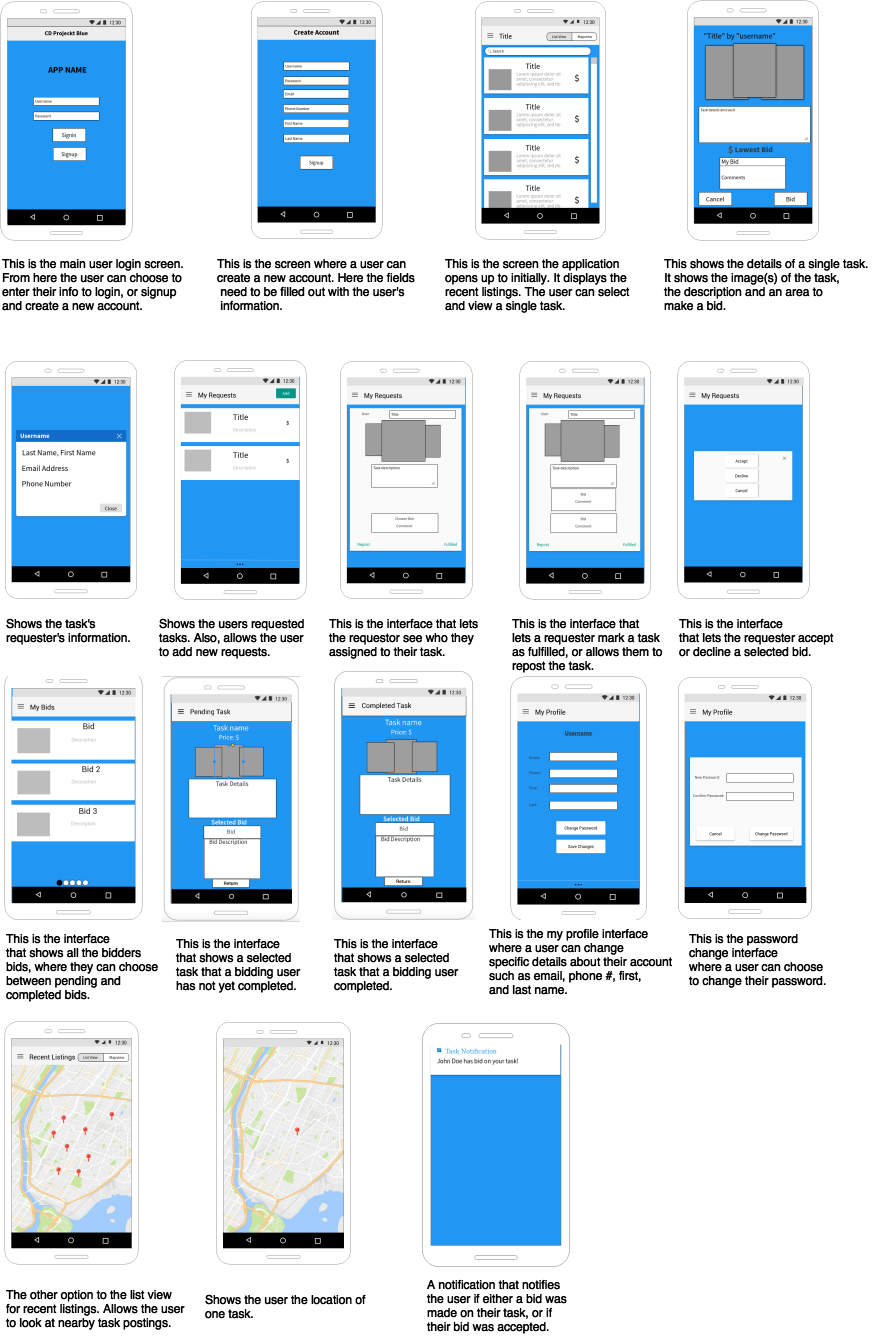 12:30
CD Projeckt Blue
APP NAME
Username
Password
Signin
Signup
This is the main user login screen.
From here the user can choose to
enter their info to login, or signup
and create a new account.
12:30
Create Account
Username
Password
Email
Phone Number
First Name
Last Name
Signup
This is the screen where a user can
create a new account. Here the fields
need to be filled out with the user's
information.
12:30
Title
List View Mapview
Search
Title
Lorem ipsum dolor sit
amet, consectetur
adipiscing elit, sed do
$
Title
Lorem ipsum dolor sit
amet, consectetur
adipiscing elit, sed do
$
Title
Lorem ipsum dolor sit
amet, consectetur
adipiscing elit, sed do
$
Title
Lorem ipsum dolor sit
amet, consectetur
$
This is the screen the application
opens up to initially. It displays the
recent listings. The user can select
and view a single task.
12:30
"Title" by "username"
Task details and such
$ Lowest Bid
My Bid
Comments
Cancel Bid
This shows the details of a single task.
It shows the image(s) of the task,
the description and an area to
make a bid.
12:30
Username
Last Name, First Name
Email Address
Phone Number
Close
Shows the task's
requester's information.
12:30
My Requests
Add
Title
Description
$
Title
Description
$
Shows the users requested
tasks. Also, allows the user
to add new requests.
12:30
My Requests
User Title
Task description
Choose Bid
Comment
Repost Fulfilled
This is the interface that lets
the requestor see who they
assigned to their task.
12:30
My Requests
User Title
Task description
Bid
Comment
Bid
Comment
Repost Fulfilled
This is the interface that
lets a requester mark a task
as fulfilled, or allows them to
repost the task.
12:30
My Requests
Accept
Decline
Cancel
This is the interface
that lets the requester accept
or decline a selected bid.
12:30
My Bids
Bid
Description
Bid 2
Description
Bid 3
Description
This is the interface
that shows all the bidders
bids, where they can choose
between pending and
completed bids.
12:30
Pending Task
Task name
Price: $
Task Details
Selected Bid
Bid
Bid Description
Return
This is the interface
that shows a selected
task that a bidding user
has not yet completed.
12:30
Completed Task
Task name
Price: $
Task Details
Selected Bid
Bid
Bid Description
Return
This is the interface
that shows a selected
task that a bidding user
completed.
12:30
My Profile
Username
Email
Phone
First
Last
Change Password
Save Changes
This is the my profile interface
where a user can change
specific details about their account
such as email, phone #, first,
and last name.
12:30
My Profile
New Password
Confirm Password
Cancel Change Password
This is the password
change interface
where a user can choose
to change their password.
12:30
Recent Listings
List View Mapview
The other option to the list view
for recent listings. Allows the user
to look at nearby task postings.
12:30
Shows the user the location of
one task.
Task Notification
John Doe has bid on your task!
A notification that notifies
the user if either a bid was
made on their task, or if
their bid was accepted.